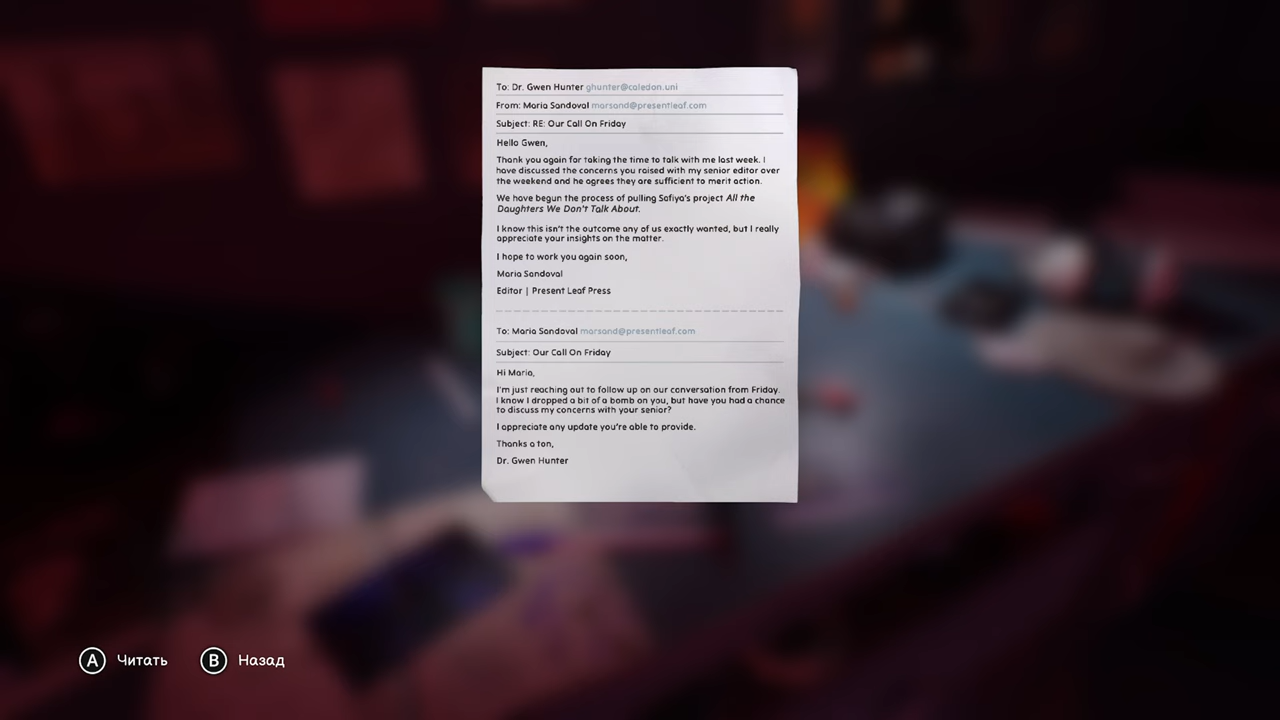 To: Dr. Gwen Hunter ghunter@caledon.uni
From: Maria Sandoval marsand@presentleaf.com
Subject: RE: Our Call On Friday
Hello Gwen,
Thank you again for taking the time to talk with me last week. I
have discussed the concerns you raised with my senior editor over
the weekend and he agrees they are sufficient to merit action.
We have begun the process of pulling Safiya's project All the
Daughters We Don't Talk About.
I know this isn't the outcome any of us exactly wanted, but I really
appreciate your insights on the matter.
I hope to work you again soon,
Maria Sandoval
Editor | Present Leaf Press
To: Maria Sandoval marsand@presentleaf.com
Subject: Our Call On Friday
Hi Maria,
I'm just reaching out to follow up on our conversation from Friday.
I know I dropped a bit of a bomb on you, but have you had a chance
to discuss my concerns with your senior?
I appreciate any update you're able to provide.
Thanks a ton,
Dr. Gwen Hunter
A Читать B Назад